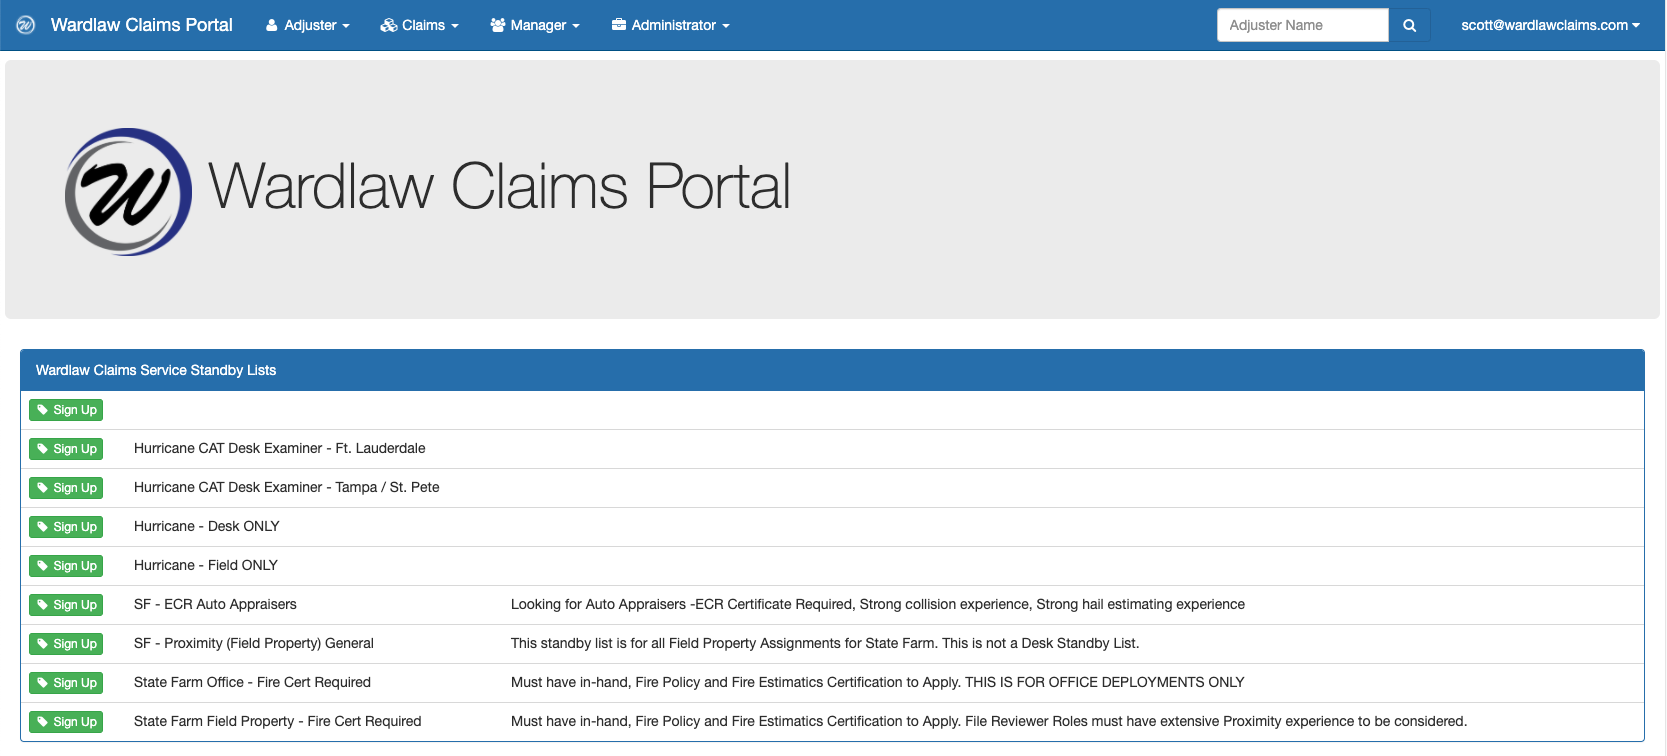 Wardlaw Claims Portal Adjuster Claims Manager Administrator Adjuster Name scott@wardlawclaims.com
W Wardlaw Claims Portal
Wardlaw Claims Service Standby Lists
Sign Up
Sign Up Hurricane CAT Desk Examiner - Ft. Lauderdale
Sign Up Hurricane CAT Desk Examiner - Tampa / St. Pete
Sign Up Hurricane - Desk ONLY
Sign Up Hurricane - Field ONLY
Sign Up SF - ECR Auto Appraisers Looking for Auto Appraisers -ECR Certificate Required, Strong collision experience, Strong hail estimating experience
Sign Up SF - Proximity (Field Property) General This standby list is for all Field Property Assignments for State Farm. This is not a Desk Standby List.
Sign Up State Farm Office - Fire Cert Required Must have in-hand, Fire Policy and Fire Estimatics Certification to Apply. THIS IS FOR OFFICE DEPLOYMENTS ONLY
Sign Up State Farm Field Property - Fire Cert Required Must have in-hand, Fire Policy and Fire Estimatics Certification to Apply. File Reviewer Roles must have extensive Proximity experience to be considered.